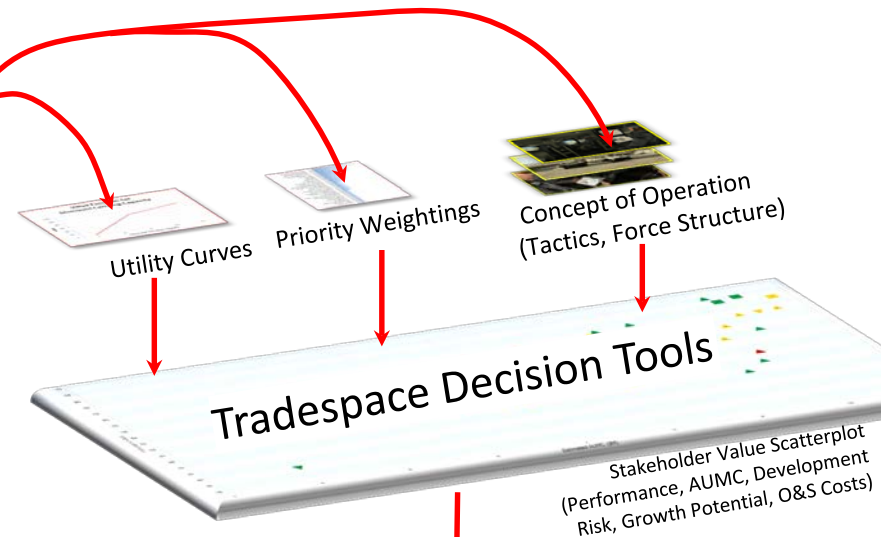 Utility Curves
Priority Weightings
Concept of Operation
(Tactics, Force Structure)
Tradespace Decision Tools
Stakeholder Value Scatterplot
(Performance, AUMC, Development
Risk, Growth Potential, O&S Costs)